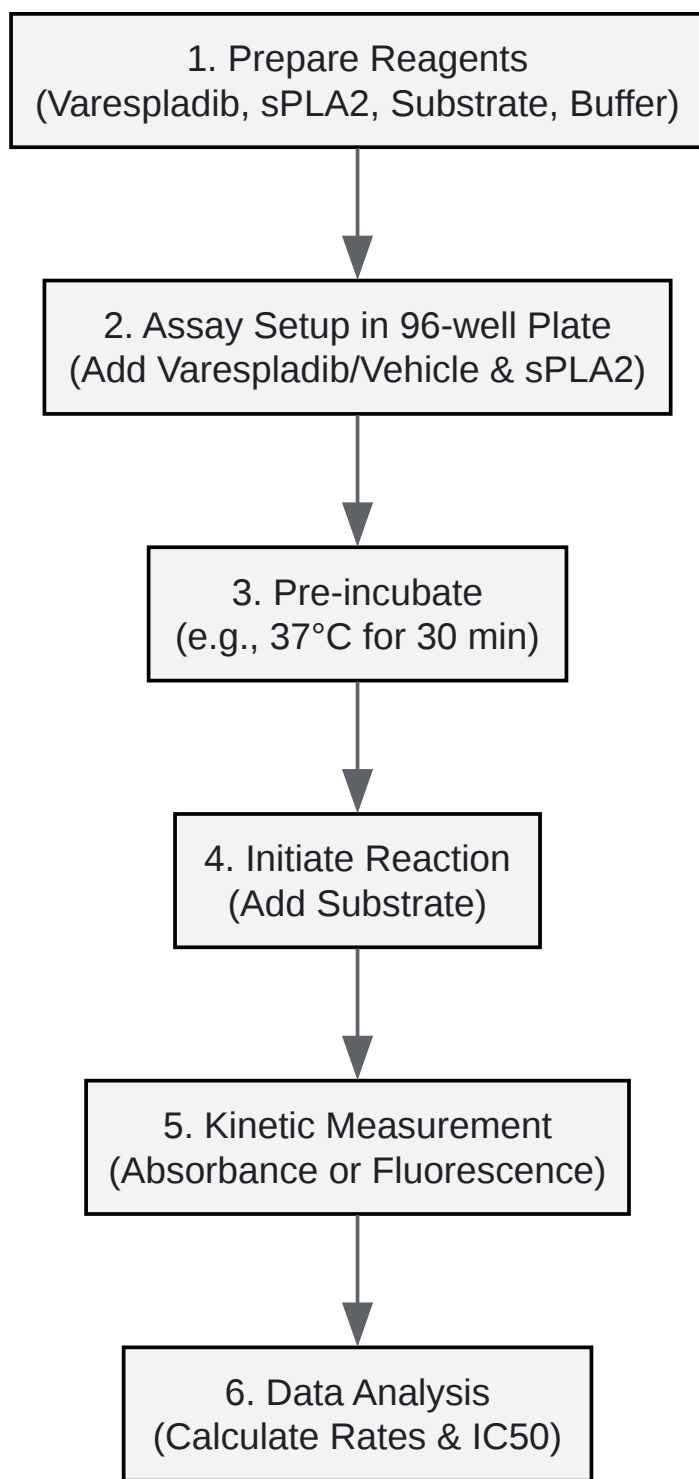 1. Prepare Reagents
(Varespladib, sPLA2, Substrate, Buffer)
2. Assay Setup in 96-well Plate
(Add Varespladib/Vehicle & sPLA2)
3. Pre-incubate
(e.g., 37°C for 30 min)
4. Initiate Reaction
(Add Substrate)
5. Kinetic Measurement
(Absorbance or Fluorescence)
6. Data Analysis
(Calculate Rates & IC50)